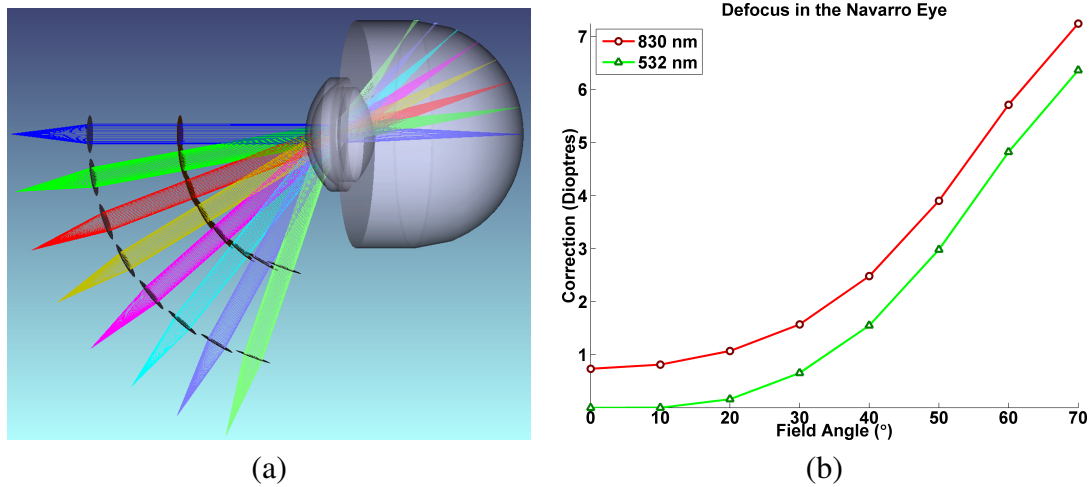 Defocus in the Navarro Eye
830 nm
532 nm
Correction (Dioptres)
7
6
5
4
3
2
1
0 10 20 30 40 50 60 70
Field Angle (°)
(a) (b)